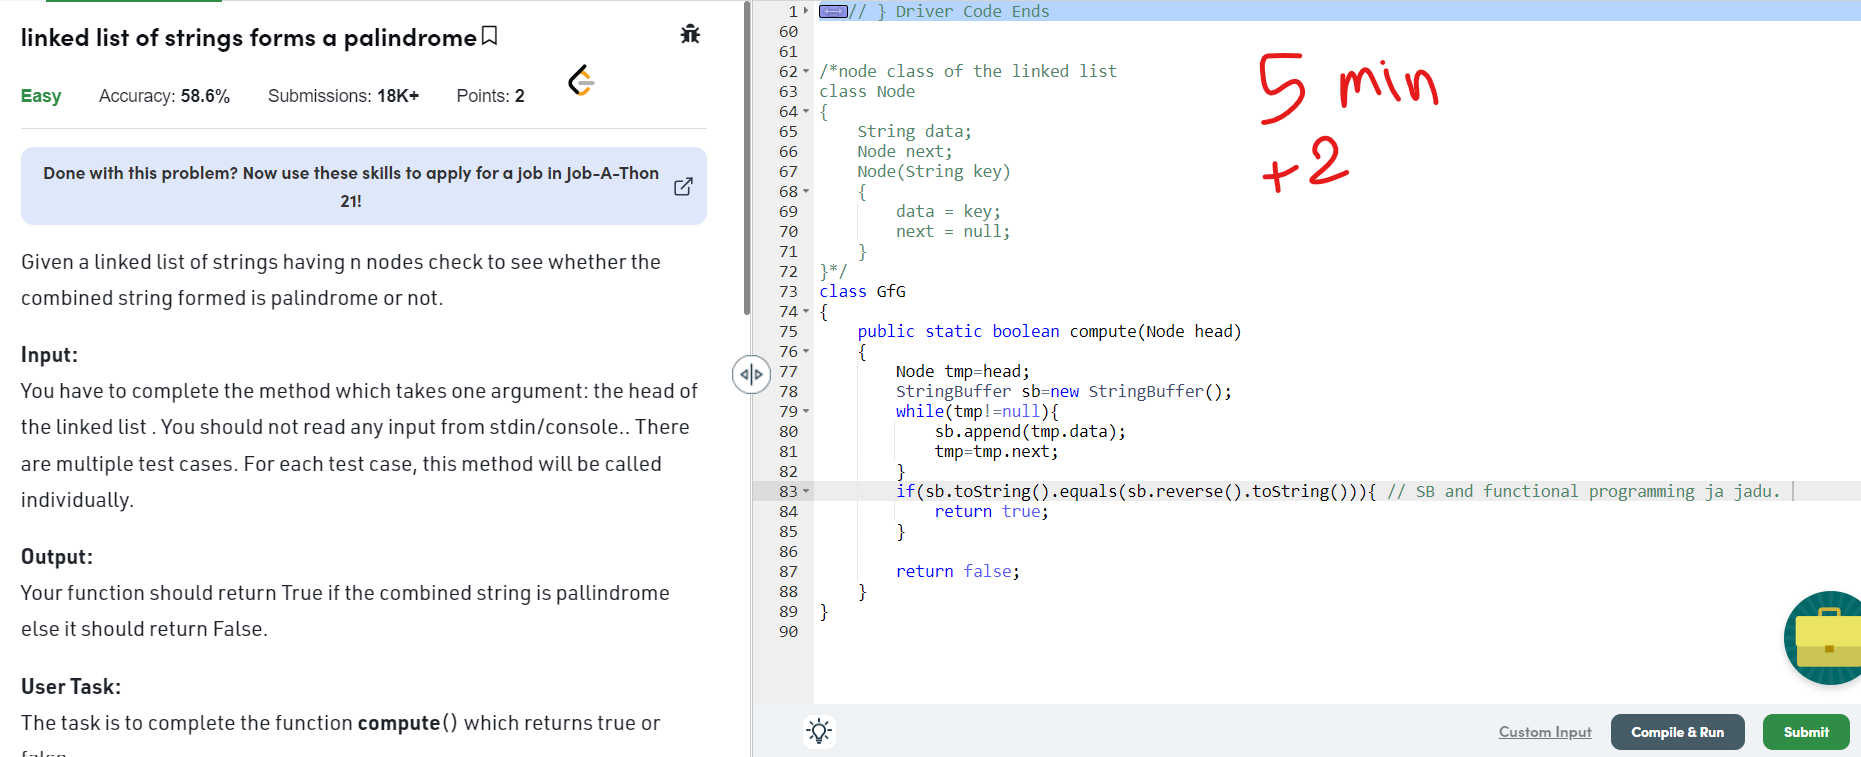 linked list of strings forms a palindrome
Easy Accuracy: 58.6% Submissions: 18K+ Points: 2
Done with this problem? Now use these skills to apply for a job in Job-A-Thon
21!
Given a linked list of strings having n nodes check to see whether the
combined string formed is palindrome or not.
Input:
You have to complete the method which takes one argument: the head of
the linked list . You should not read any input from stdin/console.. There
are multiple test cases. For each test case, this method will be called
individually.
Output:
Your function should return True if the combined string is pallindrome
else it should return False.
User Task:
The task is to complete the function compute() which returns true or
false
1 // } Driver Code Ends
60
61
62 /*node class of the linked list
63 class Node
64 {
65 String data;
66 Node next;
67 Node(String key)
68 {
69 data = key;
70 next = null;
71 }
72 }*/
73 class GfG
74 {
75 public static boolean compute(Node head)
76 {
77 Node tmp=head;
78 StringBuffer sb=new StringBuffer();
79 while(tmp!=null){
80 sb.append(tmp.data);
81 tmp=tmp.next;
82 }
83 if(sb.toString().equals(sb.reverse().toString())){ // SB and functional programming ja jadu.
84 return true;
85 }
86
87 return false;
88 }
89 }
90
5 min
+2
Custom Input Compile & Run Submit